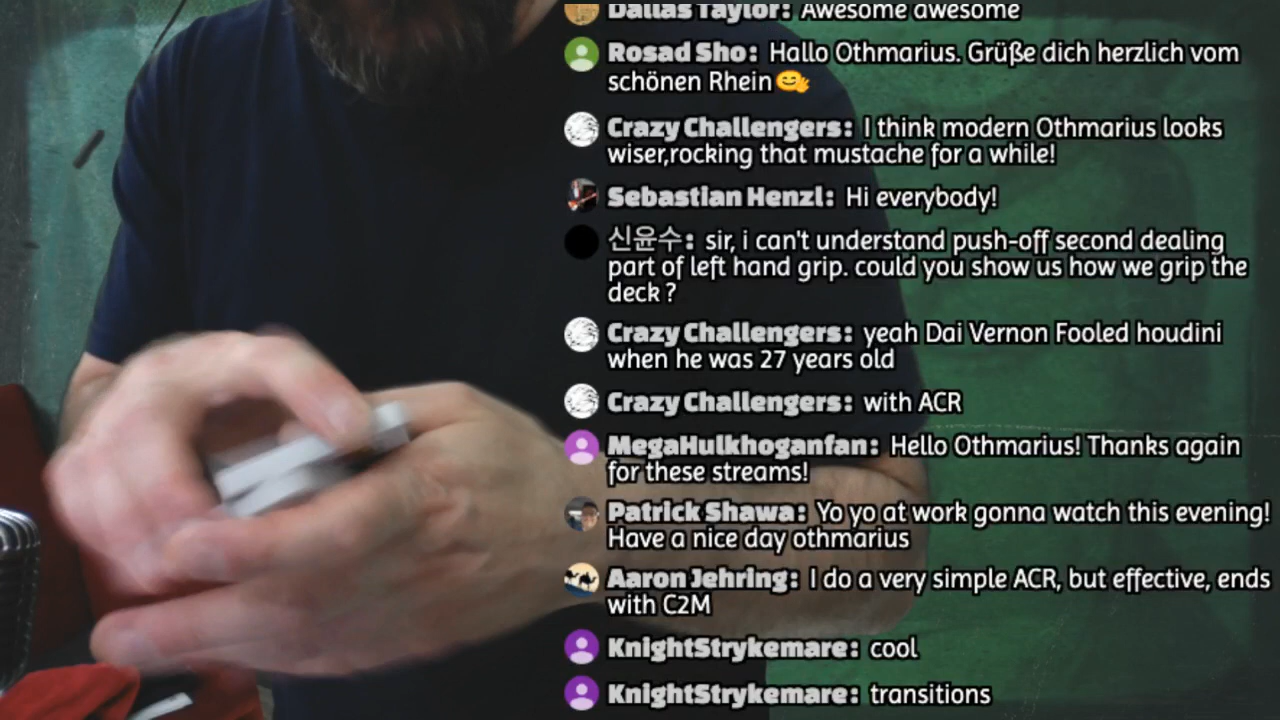 Dallas Taylor: Awesome awesome
Rosad Sho: Hallo Othmarius. Grüße dich herzlich vom
schönen Rhein😊👋
Crazy Challengers: I think modern Othmarius looks
wiser,rocking that mustache for a while!
Sebastian Henzl: Hi everybody!
신윤수: sir, i can't understand push-off second dealing
part of left hand grip. could you show us how we grip the
deck ?
Crazy Challengers: yeah Dai Vernon Fooled houdini
when he was 27 years old
Crazy Challengers: with ACR
MegaHulkhoganfan: Hello Othmarius! Thanks again
for these streams!
Patrick Shawa: Yo yo at work gonna watch this evening!
Have a nice day othmarius
Aaron Jehring: I do a very simple ACR, but effective, ends
with C2M
KnightStrykemare: cool
KnightStrykemare: transitions